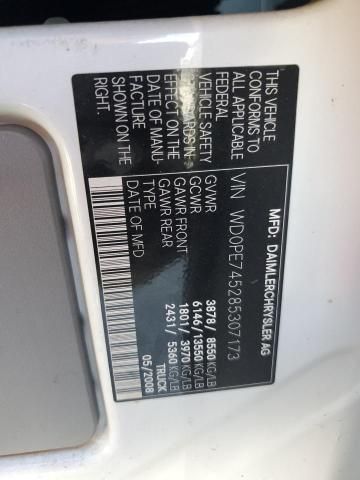 MFD: DAIMLERCHRYSLER AG
VIN WD0PE745285307173
GVWR 3878/ 8550 KG/LB
GCWR 6146/13550 KG/LB
GAWR FRONT 1801/ 3970 KG/LB
GAWR REAR 2431/ 5360 KG/LB
TYPE TRUCK
DATE OF MFD 05/2008
THIS VEHICLE
CONFORMS TO
ALL APPLICABLE
FEDERAL
VEHICLE SAFETY
STANDARDS IN
EFFECT ON THE
DATE OF MANU-
FACTURE
SHOWN ON THE
RIGHT.